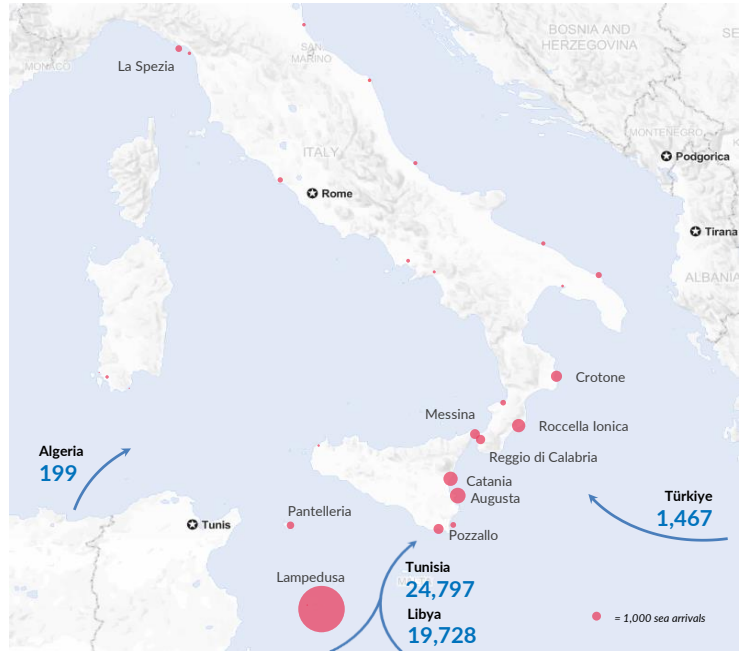 BOSNIA AND
HERZEGOVINA
SE
SAN
MARINO
MONACO
La Spezia
ITALY
MONTENEGRO
K
Podgorica
Rome
Tirana
ALBANIA
Crotone
Messina
Roccella Ionica
Reggio di Calabria
Algeria
199
Catania
Augusta
Türkiye
1,467
Pantelleria
Tunis
Pozzallo
Lampedusa
Tunisia
24,797
Libya
19,728
= 1,000 sea arrivals